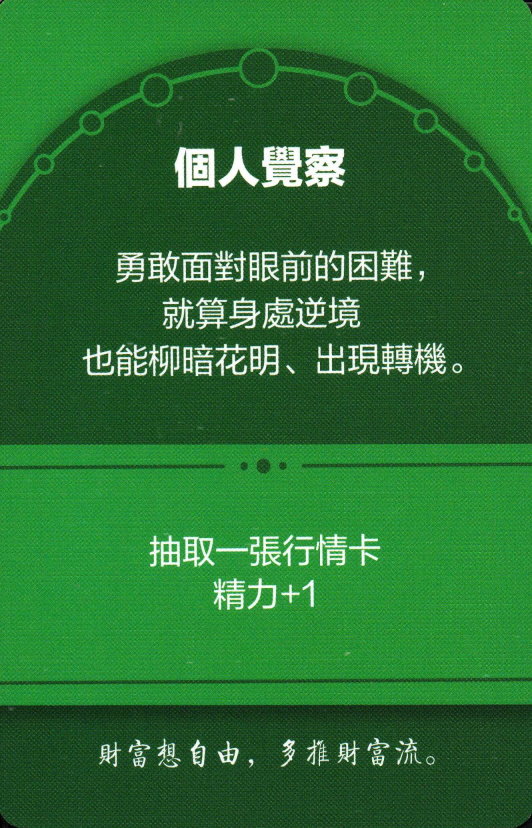 個人覺察
勇敢面對眼前的困難，
就算身處逆境
也能柳暗花明、出現轉機。
抽取一張行情卡
精力+1
財富想自由，多推財富流。